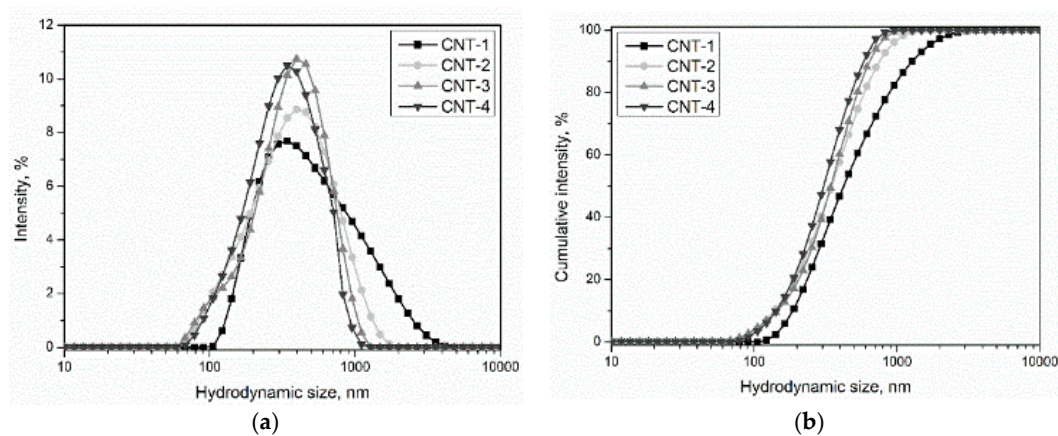 12
10
8
6
4
2
0
Intensity, %
10
100
1000
10000
Hydrodynamic size, nm
CNT-1
CNT-2
CNT-3
CNT-4
(a)
100
80
60
40
20
0
Cumulative intensity, %
10
100
1000
10000
Hydrodynamic size, nm
CNT-1
CNT-2
CNT-3
CNT-4
(b)